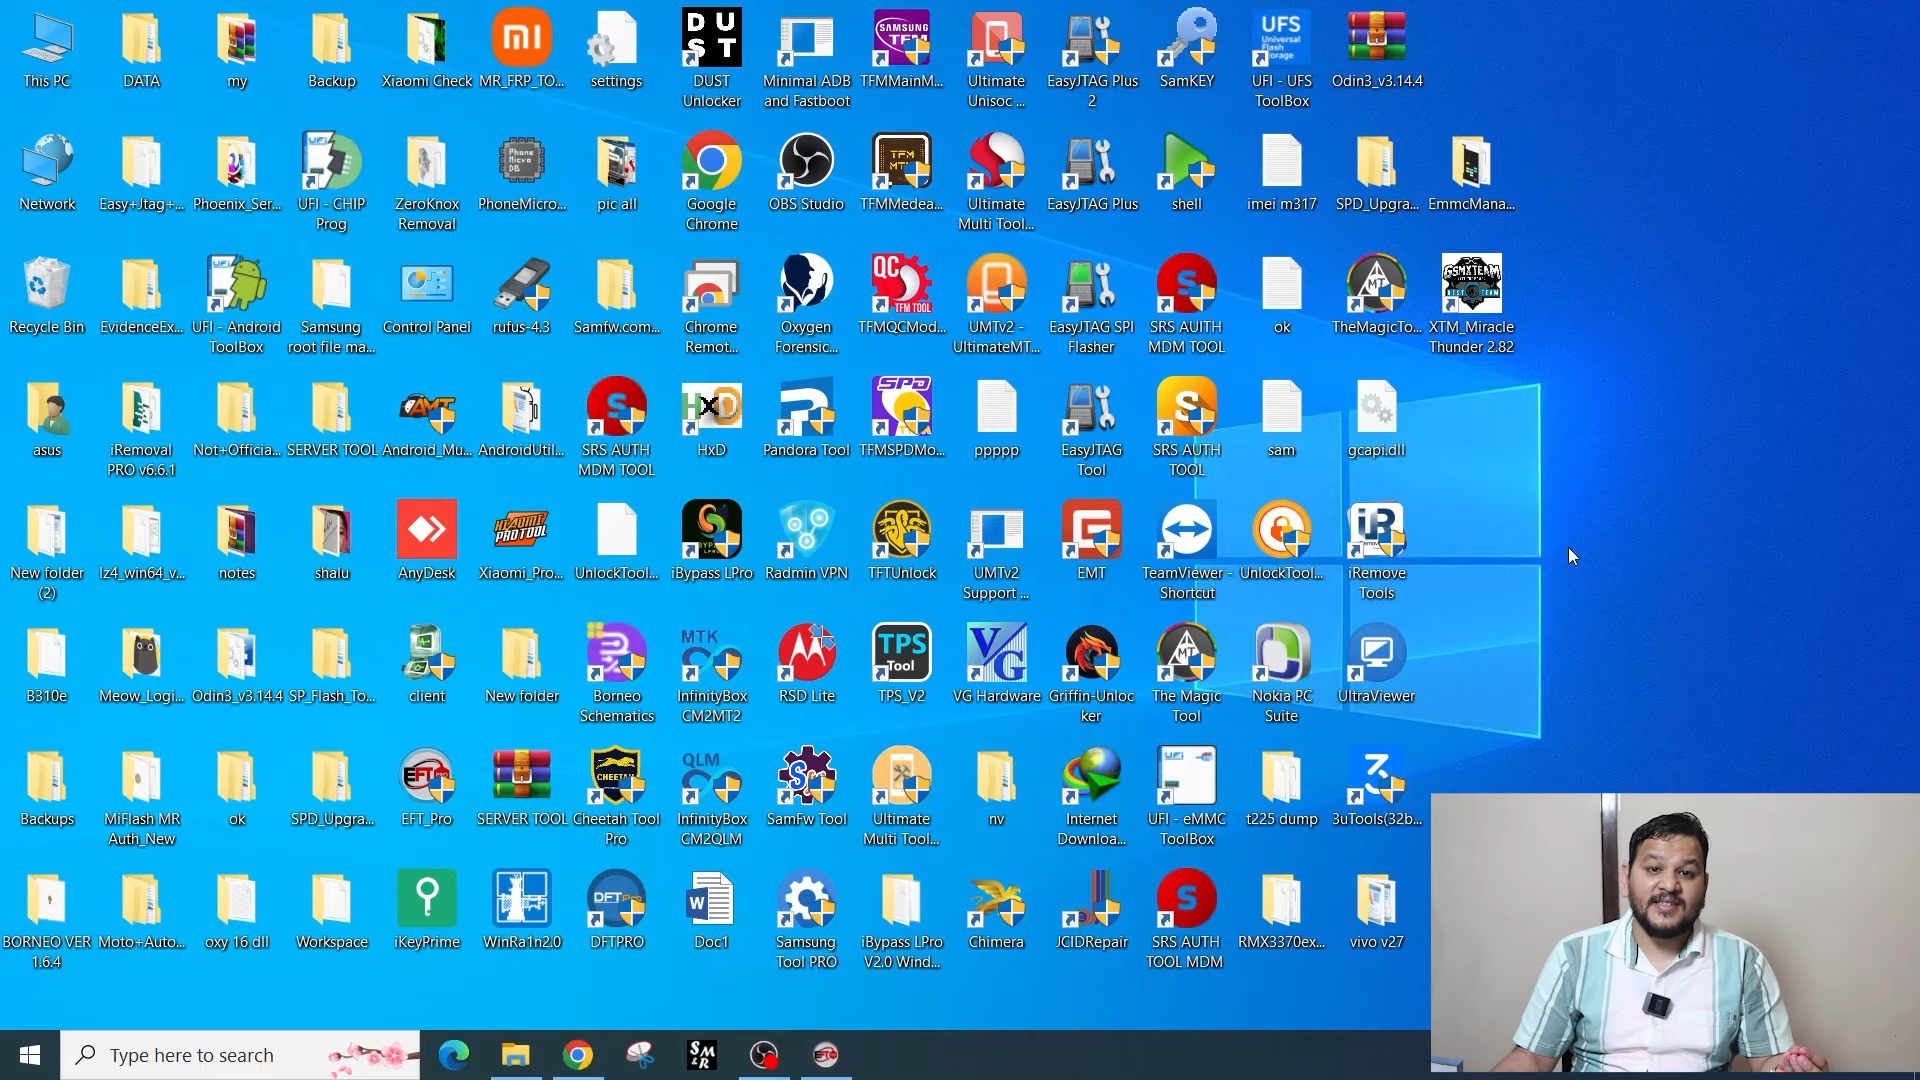 This PC
DATA
my
Backup
Xiaomi Check
MR_FRP_TO...
settings
DUST
Unlocker
Minimal ADB
and Fastboot
TFMMainM...
Ultimate
Unisoc ...
EasyJTAG Plus
2
SamKEY
UFI - UFS
ToolBox
Odin3_v3.14.4
Network
Easy+Jtag+...
Phoenix_Ser...
UFI - CHIP
Prog
ZeroKnox
Removal
PhoneMicro...
pic all
Google
Chrome
OBS Studio
TFMMedea...
Ultimate
Multi Tool...
EasyJTAG Plus
shell
imei m317
SPD_Upgra...
EmmcMana...
Recycle Bin
EvidenceEx...
UFI - Android
ToolBox
Samsung
root file ma...
Control Panel
rufus-4.3
Samfw.com...
Chrome
Remot...
Oxygen
Forensic...
TFMQCMod...
UMTv2 -
UltimateMT...
EasyJTAG SPI
Flasher
SRS AUITH
MDM TOOL
ok
TheMagicTo...
XTM_Miracle
Thunder 2.82
asus
iRemoval
PRO v6.6.1
Not+Officia...
SERVER TOOL
Android_Mu...
AndroidUtil...
SRS AUTH
MDM TOOL
HxD
Pandora Tool
TFMSPDMo...
ppppp
EasyJTAG
Tool
SRS AUTH
TOOL
sam
gcapi.dll
New folder
(2)
lz4_win64_v...
notes
shalu
AnyDesk
Xiaomi_Pro...
UnlockTool...
iBypass LPro
Radmin VPN
TFTUnlock
UMTv2
Support ...
EMT
TeamViewer -
Shortcut
UnlockTool...
iRemove
Tools
B310e
Meow_Logi...
Odin3_v3.14.4
SP_Flash_To...
client
New folder
Borneo
Schematics
InfinityBox
CM2MT2
RSD Lite
TPS_V2
VG Hardware
Griffin-Unloc
ker
The Magic
Tool
Nokia PC
Suite
UltraViewer
Backups
MiFlash MR
Auth_New
ok
SPD_Upgra...
EFT_Pro
SERVER TOOL
Cheetah Tool
Pro
InfinityBox
CM2QLM
SamFw Tool
Ultimate
Multi Tool...
nv
Internet
Downloa...
UFI - eMMC
ToolBox
t225 dump
3uTools(32b...
BORNEO VER
1.6.4
Moto+Auto...
oxy 16 dll
Workspace
iKeyPrime
WinRa1n2.0
DFTPRO
Doc1
Samsung
Tool PRO
iBypass LPro
V2.0 Wind...
Chimera
JCIDRepair
SRS AUTH
TOOL MDM
RMX3370ex...
vivo v27
Type here to search